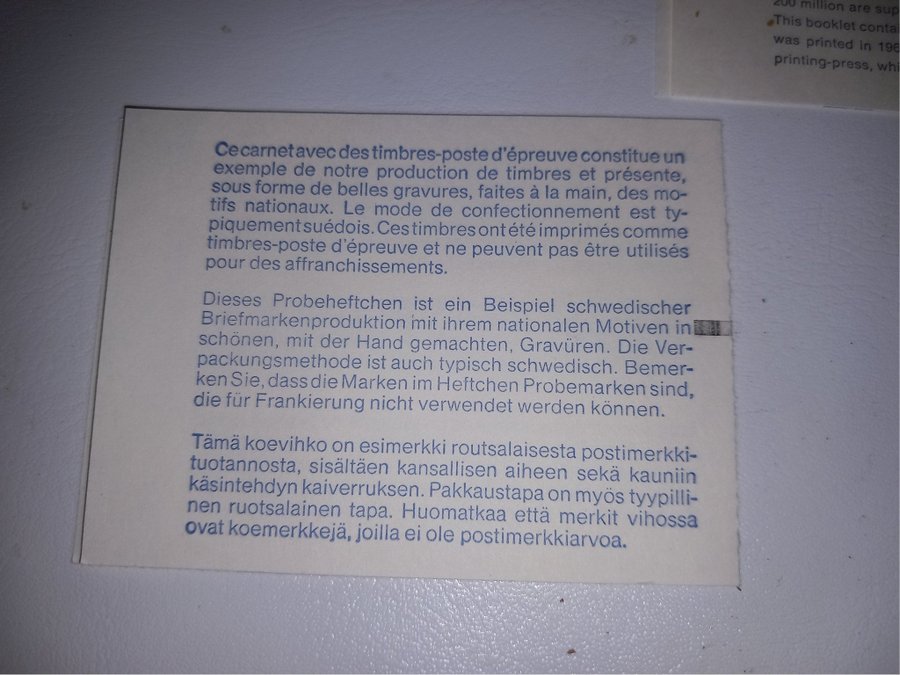 200 million are sup
This booklet conta
was printed in 196
printing-press, whi
Ce carnet avec des timbres-poste d'épreuve constitue un
exemple de notre production de timbres et présente,
sous forme de belles gravures, faites à la main, des mo-
tifs nationaux. Le mode de confectionnement est ty-
piquement suédois. Ces timbres ont été imprimés comme
timbres-poste d'épreuve et ne peuvent pas être utilisés
pour des affranchissements.
Dieses Probeheftchen ist ein Beispiel schwedischer
Briefmarkenproduktion mit ihrem nationalen Motiven in
schönen, mit der Hand gemachten, Gravüren. Die Ver-
packungsmethode ist auch typisch schwedisch. Bemer-
ken Sie, dass die Marken im Heftchen Probemarken sind,
die für Frankierung nicht verwendet werden können.
Tämä koevihko on esimerkki routsalaisesta postimerkki-
tuotannosta, sisältäen kansallisen aiheen sekä kauniin
käsintehdyn kaiverruksen. Pakkaustapa on myös tyypilli-
nen ruotsalainen tapa. Huomatkaa että merkit vihossa
ovat koemerkkejä, joilla ei ole postimerkkiarvoa.